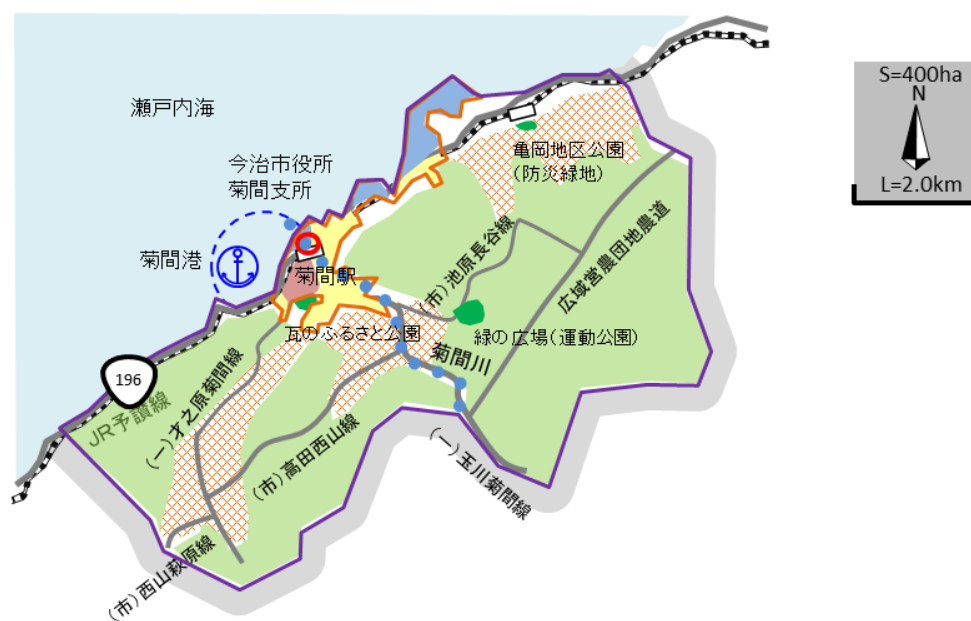 瀬戸内海
S=400ha
N
L=2.0km
今治市役所
菊間支所
亀岡地区公園
(防災緑地)
菊間港
菊間駅
(市)池原長谷線
広域営農団地農道
瓦のふるさと公園
緑の広場(運動公園)
菊間川
196
JR予讃線
(一)才之原菊間線
(市)高田西山線
(一)玉川菊間線
(市)西山萩原線